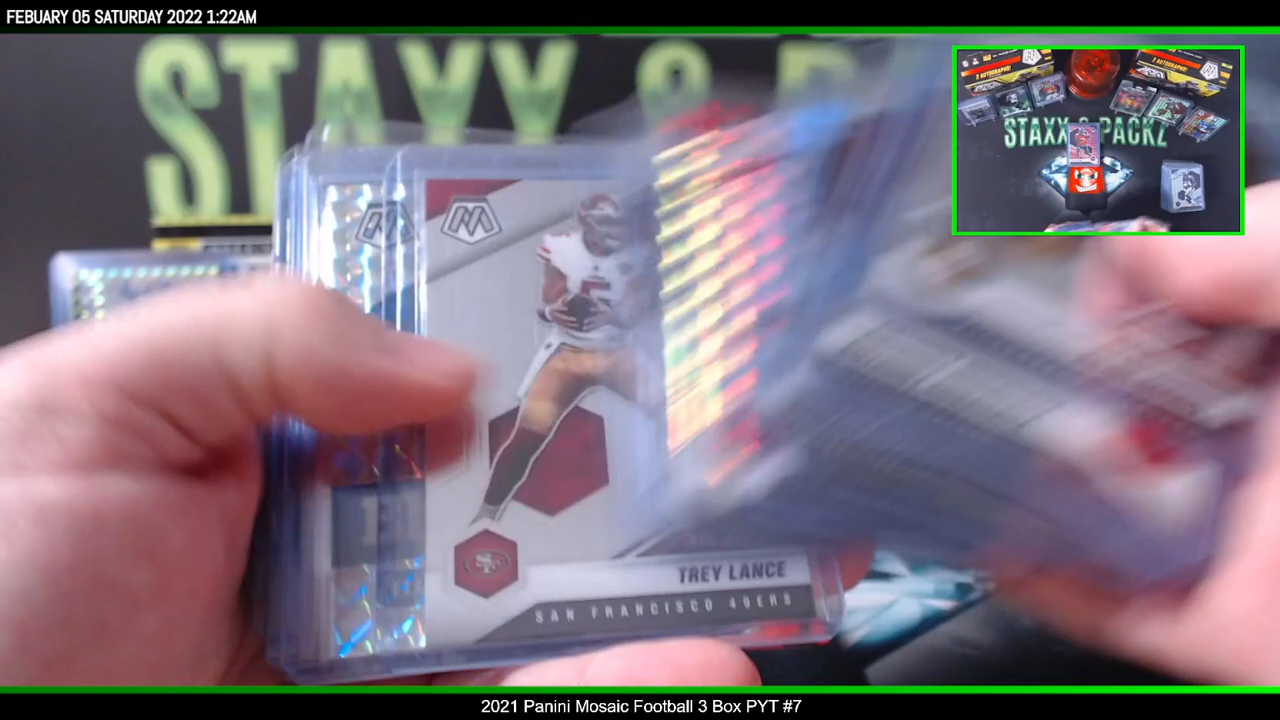 FEBUARY 05 SATURDAY 2022 1:22AM
STAXX & P
STAXX & PACKZ
TREY LANCE
SAN FRANCISCO 49ERS
2021 Panini Mosaic Football 3 Box PYT #7